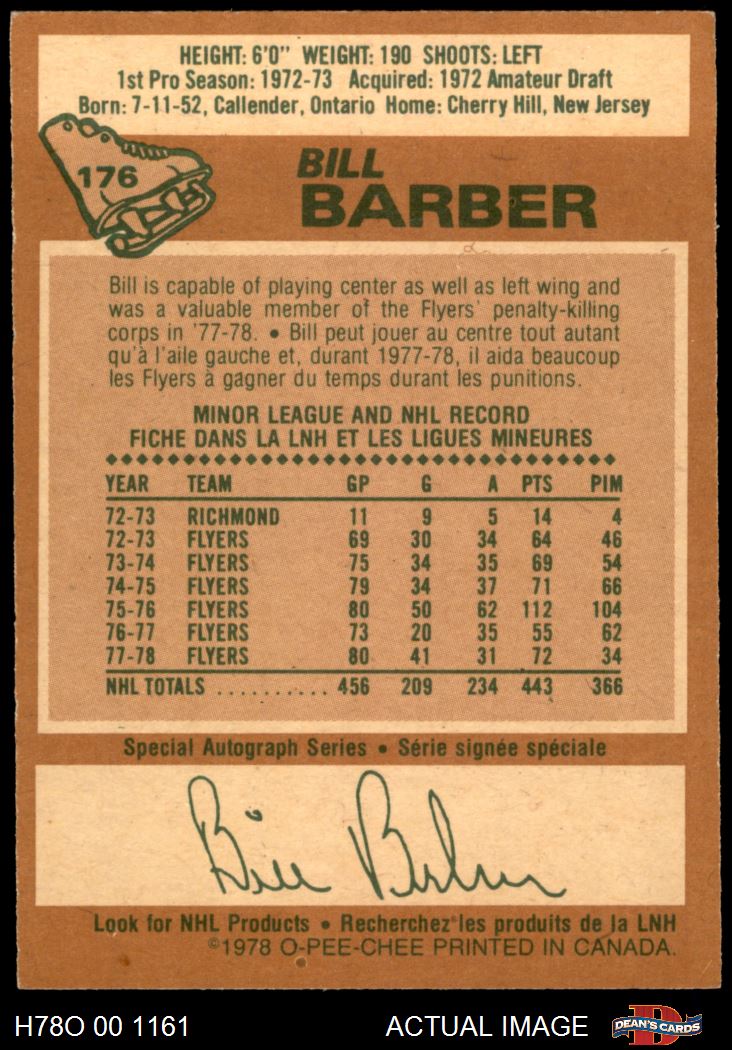 HEIGHT: 6'0" WEIGHT: 190 SHOOTS: LEFT
1st Pro Season: 1972-73 Acquired: 1972 Amateur Draft
Born: 7-11-52, Callender, Ontario Home: Cherry Hill, New Jersey
176
BILL
BARBER
Bill is capable of playing center as well as left wing and
was a valuable member of the Flyers' penalty-killing
corps in '77-78. • Bill peut jouer au centre tout autant
qu'à l'aile gauche et, durant 1977-78, il aida beaucoup
les Flyers à gagner du temps durant les punitions.
MINOR LEAGUE AND NHL RECORD
FICHE DANS LA LNH ET LES LIGUES MINEURES
YEAR TEAM GP G A PTS PIM
72-73 RICHMOND 11 9 5 14 4
72-73 FLYERS 69 30 34 64 46
73-74 FLYERS 75 34 35 69 54
74-75 FLYERS 79 34 37 71 66
75-76 FLYERS 80 50 62 112 104
76-77 FLYERS 73 20 35 55 62
77-78 FLYERS 80 41 31 72 34
NHL TOTALS .......... 456 209 234 443 366
Special Autograph Series • Série signée spéciale
Bill Barber
Look for NHL Products • Recherchez les produits de la LNH
©1978 O-PEE-CHEE PRINTED IN CANADA.
H78O 00 1161 ACTUAL IMAGE
D
DEAN'S CARDS